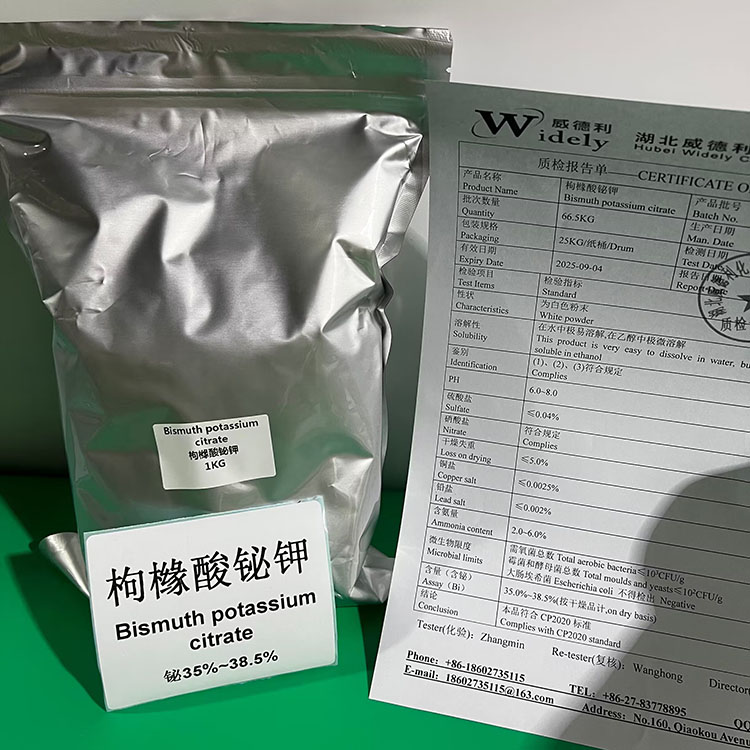 Bismuth potassium
citrate
枸橼酸铋钾
1KG
枸橼酸铋钾
Bismuth potassium
citrate
铋35%~38.5%
Widely 威德利 湖北威德利
Hubei Widely C
质检报告单 CERTIFICATE O
产品名称 枸橼酸铋钾 产品批号
Product Name Bismuth potassium citrate Batch No.
批次数量 66.5KG 生产日期
Quantity Man. Date
包装规格 25KG/纸桶/Drum 检测日期
Packaging Test Date
有效日期 2025-09-04 报告日
Expiry Date Report
检验项目 检验指标
Test Items Standard
性状 为白色粉末
Characteristics White powder
溶解性 在水中极易溶解,在乙醇中极微溶解
Solubility This product is very easy to dissolve in water, bu
soluble in ethanol
鉴别 (1)、(2)、(3)符合规定
Identification Complies
PH 6.0~8.0
硫酸盐 ≤0.04%
Sulfate
硝酸盐 符合规定
Nitrate Complies
干燥失重 ≤5.0%
Loss on drying
铜盐 ≤0.0025%
Copper salt
铅盐 ≤0.002%
Lead salt
含氨量 2.0~6.0%
Ammonia content
微生物限度 需氧菌总数 Total aerobic bacteria≤10³CFU/g
Microbial limits 霉菌和酵母菌总数 Total moulds and yeasts≤10²CFU/g
大肠埃希菌 Escherichia coli 不得检出 Negative
含量（含铋） 35.0%~38.5%(按干燥品计,on dry basis)
Assay (Bi)
结论 本品符合 CP2020 标准
Conclusion Complies with CP2020 standard
Tester(化验): Zhangmin Re-tester(复核): Wanghong Director
Phone: +86-18602735115 TEL: +86-27-83778895 QQ
E-mail: 18602735115@163.com Address: No.160, Qiaokou Avenu
质检